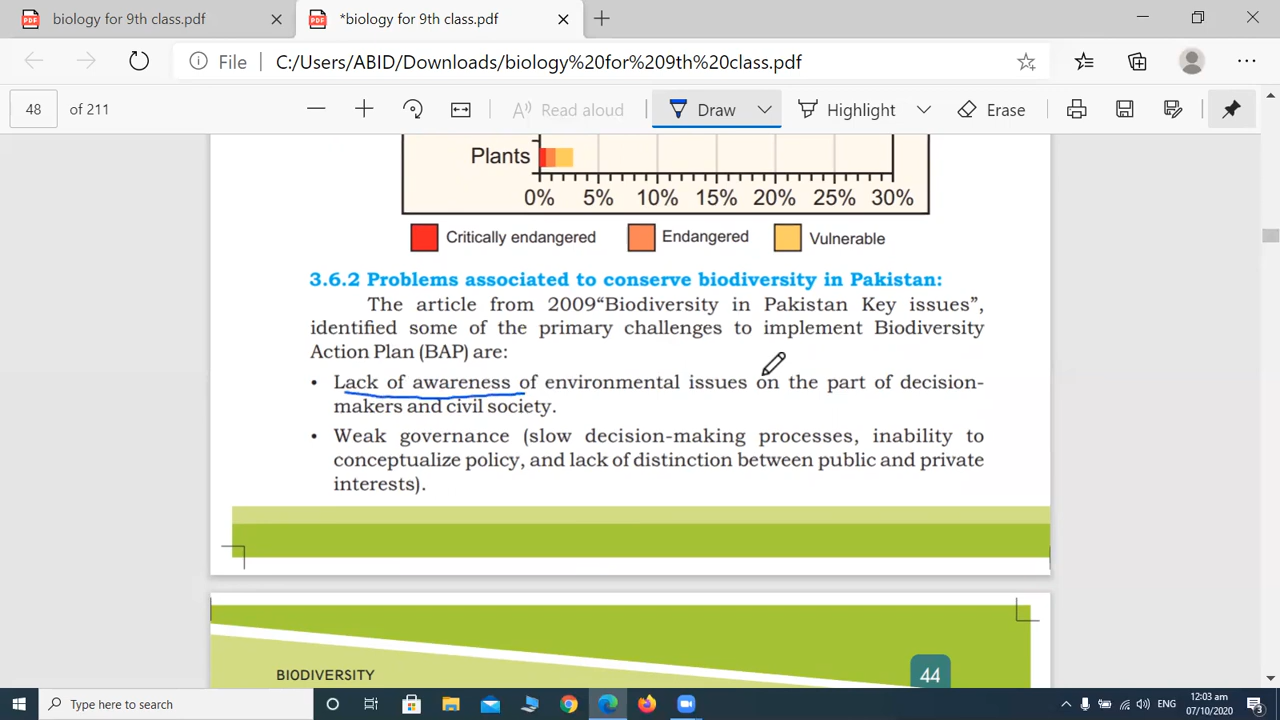 biology for 9th class.pdf
*biology for 9th class.pdf
File
C:/Users/ABID/Downloads/biology%20for%209th%20class.pdf
48 of 211
Read aloud
Draw
Highlight
Erase
Plants
0% 5% 10% 15% 20% 25% 30%
Critically endangered Endangered Vulnerable
3.6.2 Problems associated to conserve biodiversity in Pakistan:
The article from 2009“Biodiversity in Pakistan Key issues”,
identified some of the primary challenges to implement Biodiversity
Action Plan (BAP) are:
• Lack of awareness of environmental issues on the part of decision-
makers and civil society.
• Weak governance (slow decision-making processes, inability to
conceptualize policy, and lack of distinction between public and private
interests).
BIODIVERSITY
44
Type here to search
ENG
12:03 am
07/10/2020
3